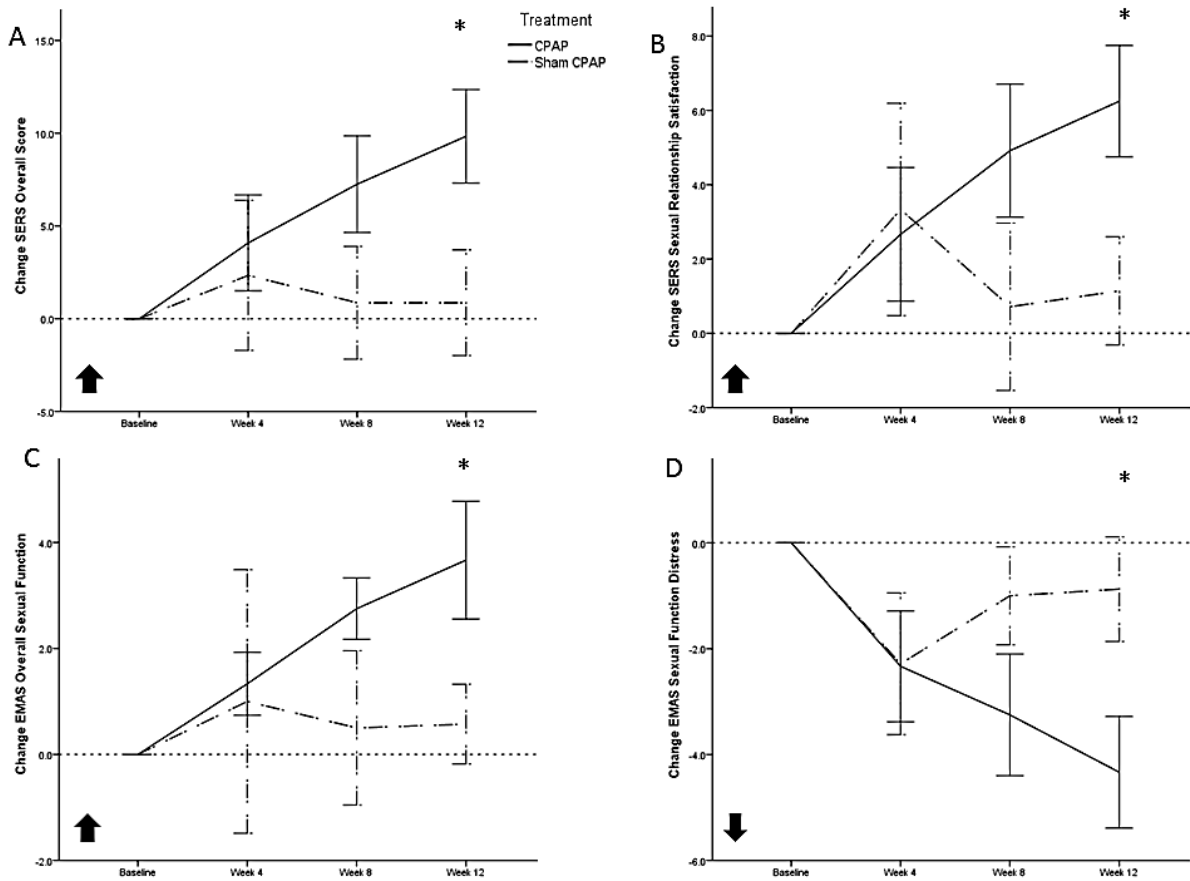 A
Treatment
CPAP
Sham CPAP
*
Change SERS Overall Score
15.0
10.0
5.0
0.0
-5.0
Baseline
Week 4
Week 8
Week 12
B
*
Change SERS Sexual Relationship Satisfaction
8.0
6.0
4.0
2.0
0.0
-2.0
Baseline
Week 4
Week 8
Week 12
C
*
Change EMAS Overall Sexual Function
4.0
2.0
0.0
-2.0
Baseline
Week 4
Week 8
Week 12
D
*
Change EMAS Sexual Function Distress
0.0
-2.0
-4.0
-6.0
Baseline
Week 4
Week 8
Week 12